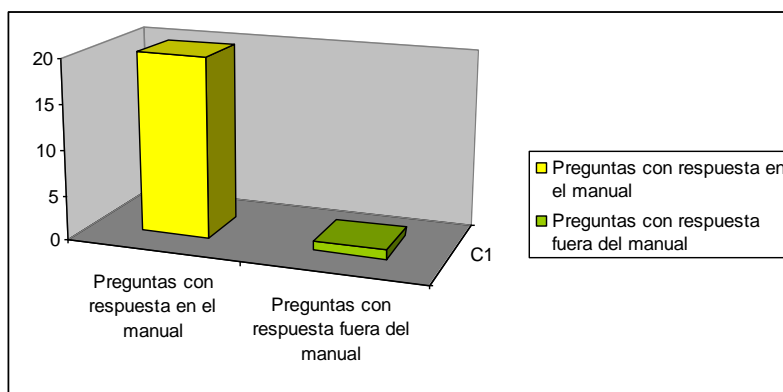 20
15
10
5
0
Preguntas con
respuesta en el
manual
Preguntas con
respuesta fuera del
manual
C1
Preguntas con respuesta en
el manual
Preguntas con respuesta
fuera del manual